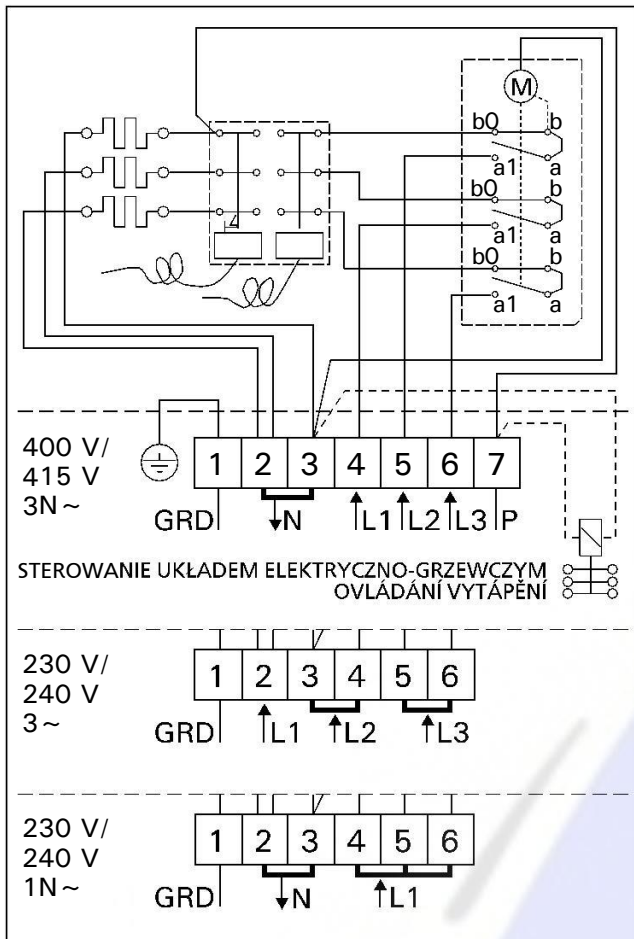 M
b0 b
a1 a
b0 b
a1 a
b0 b
a1 a
400 V/
415 V
3N~
1 2 3 4 5 6 7
GRD N L1 L2 L3 P
STEROWANIE UKŁADEM ELEKTRYCZNO-GRZEWCZYM
OVLÁDÁNÍ VYTÁPĚNÍ
230 V/
240 V
3~
1 2 3 4 5 6
GRD L1 L2 L3
230 V/
240 V
1N~
1 2 3 4 5 6
GRD N L1